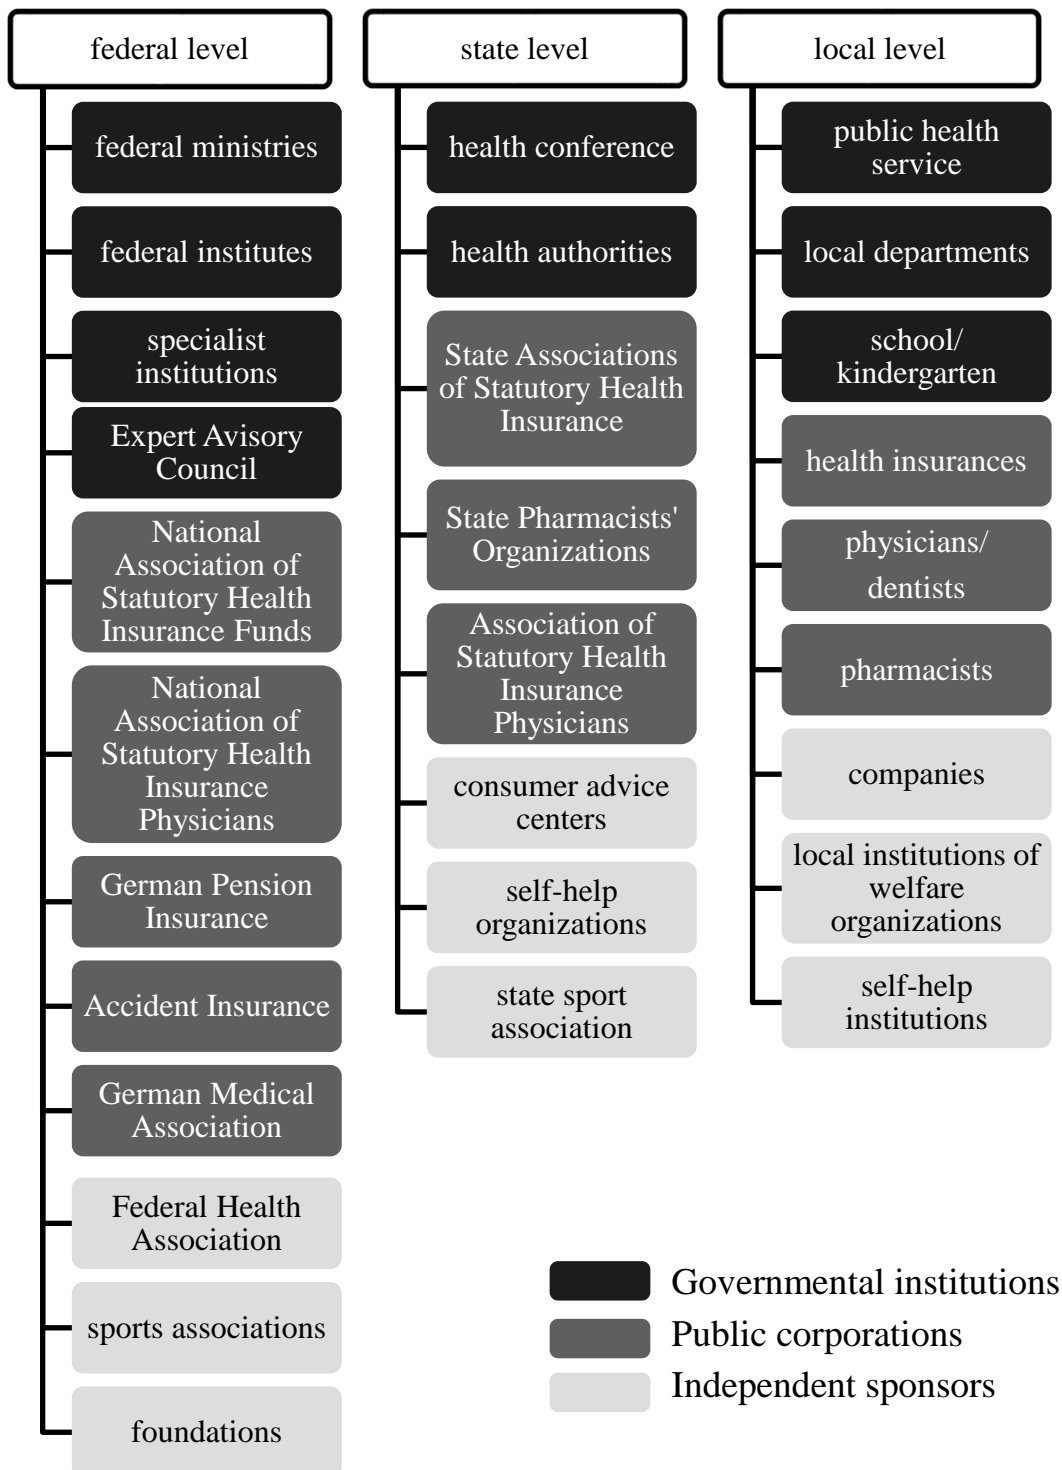 federal level
federal ministries
federal institutes
specialist
institutions
Expert Avisory
Council
National
Association of
Statutory Health
Insurance Funds
National
Association of
Statutory Health
Insurance
Physicians
German Pension
Insurance
Accident Insurance
German Medical
Association
Federal Health
Association
sports associations
foundations
state level
health conference
health authorities
State Associations
of Statutory Health
Insurance
State Pharmacists'
Organizations
Association of
Statutory Health
Insurance
Physicians
consumer advice
centers
self-help
organizations
state sport
association
local level
public health
service
local departments
school/
kindergarten
health insurances
physicians/
dentists
pharmacists
companies
local institutions of
welfare
organizations
self-help
institutions
Governmental institutions
Public corporations
Independent sponsors